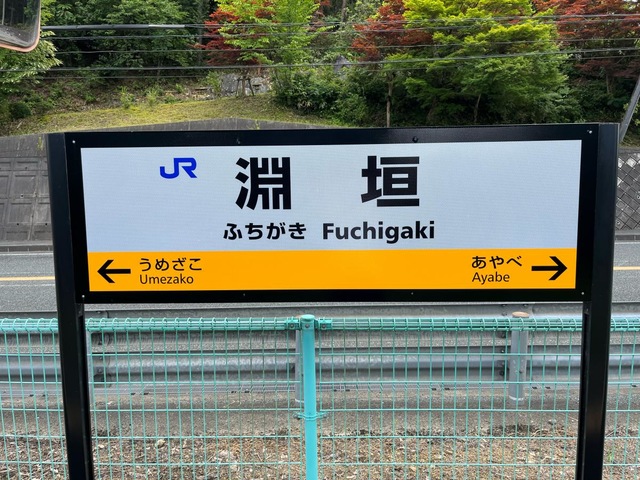 JR 淵垣
ふちがき Fuchigaki
うめざこ
Umezako
あやべ
Ayabe